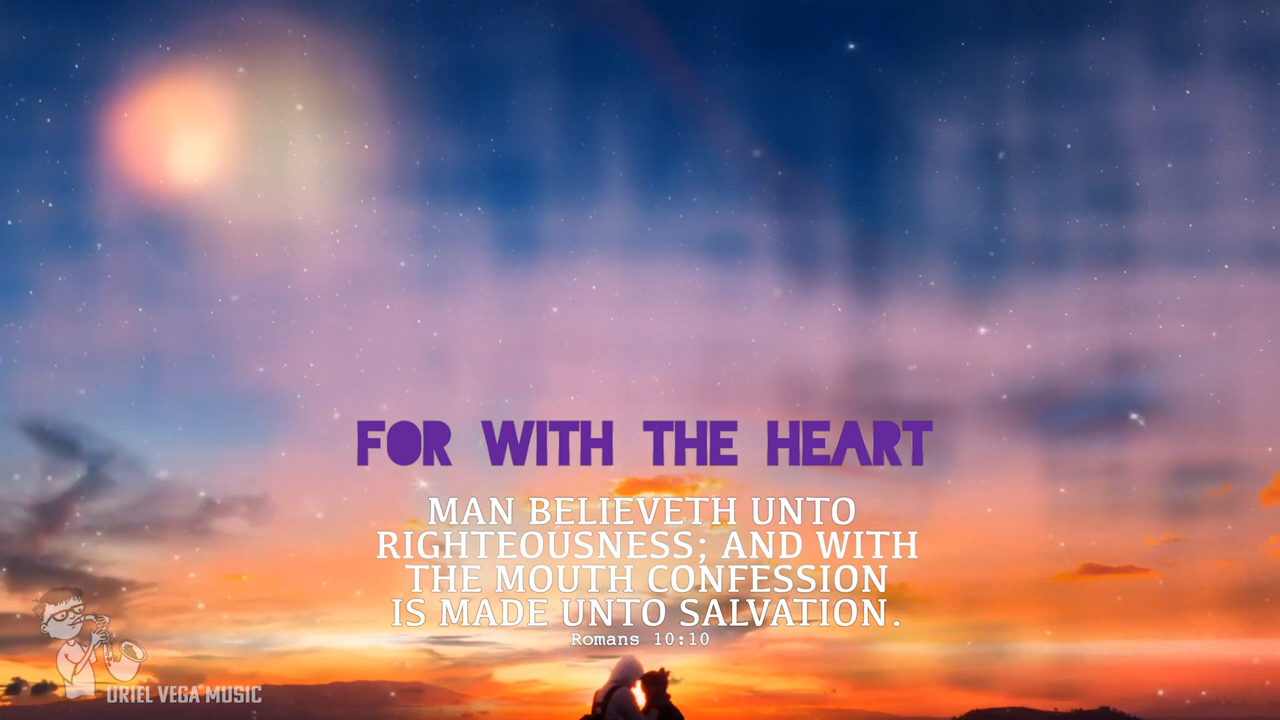 FOR WITH THE HEART
MAN BELIEVETH UNTO
RIGHTEOUSNESS; AND WITH
THE MOUTH CONFESSION
IS MADE UNTO SALVATION.
Romans 10:10
URIEL VEGA MUSIC